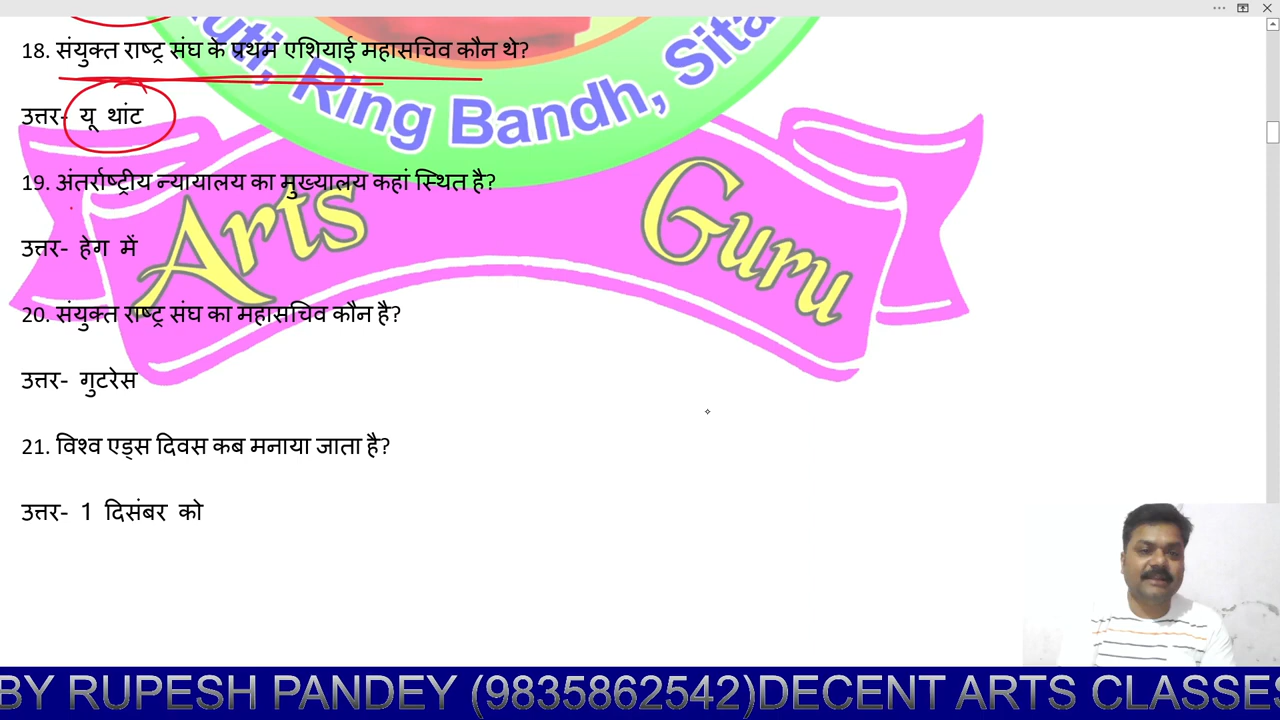 18. संयुक्त राष्ट्र संघ के प्रथम एशियाई महासचिव कौन थे?
उत्तर- यू थांट
19. अंतर्राष्ट्रीय न्यायालय का मुख्यालय कहां स्थित है?
उत्तर- हेग में
20. संयुक्त राष्ट्र संघ का महासचिव कौन है?
उत्तर- गुटरेस
21. विश्व एड्स दिवस कब मनाया जाता है?
उत्तर- 1 दिसंबर को
Ring Bandh,
Arts Guru
BY RUPESH PANDEY (9835862542)DECENT ARTS CLASSES